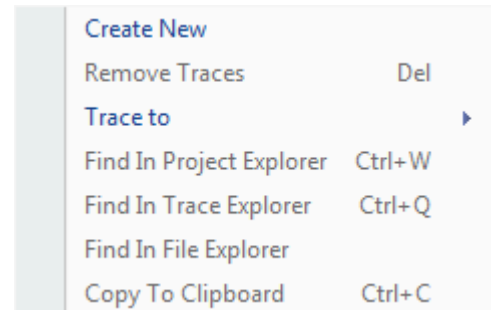 Create New
Remove Traces Del
Trace to
Find In Project Explorer Ctrl+W
Find In Trace Explorer Ctrl+Q
Find In File Explorer
Copy To Clipboard Ctrl+C